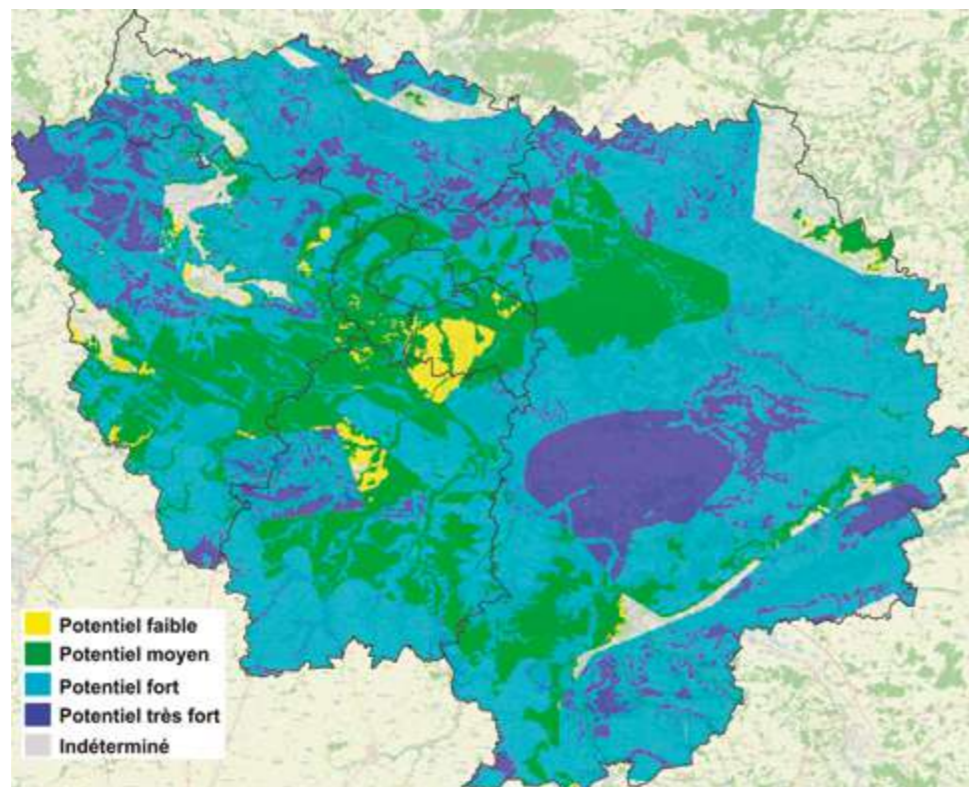 Potentiel faible
Potentiel moyen
Potentiel fort
Potentiel très fort
Indéterminé